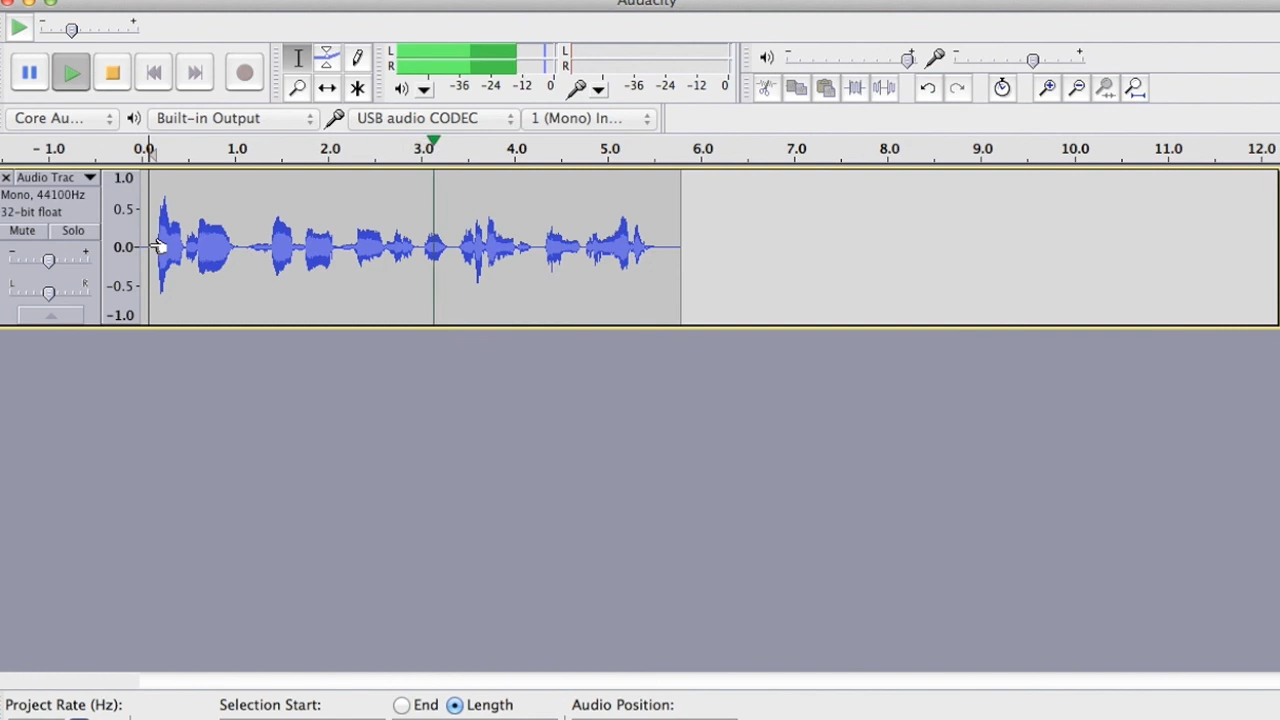 Audacity
- +
L
R
-36 -24 -12 0
L
R
-36 -24 -12 0
- +
- +
Core Au...
Built-in Output
USB audio CODEC
1 (Mono) In...
- 1.0 0.0 1.0 2.0 3.0 4.0 5.0 6.0 7.0 8.0 9.0 10.0 11.0 12.0
Audio Trac
Mono, 44100Hz
32-bit float
Mute Solo
- +
L R
1.0
0.5
0.0
-0.5
-1.0
Project Rate (Hz):
Selection Start:
End
Length
Audio Position: